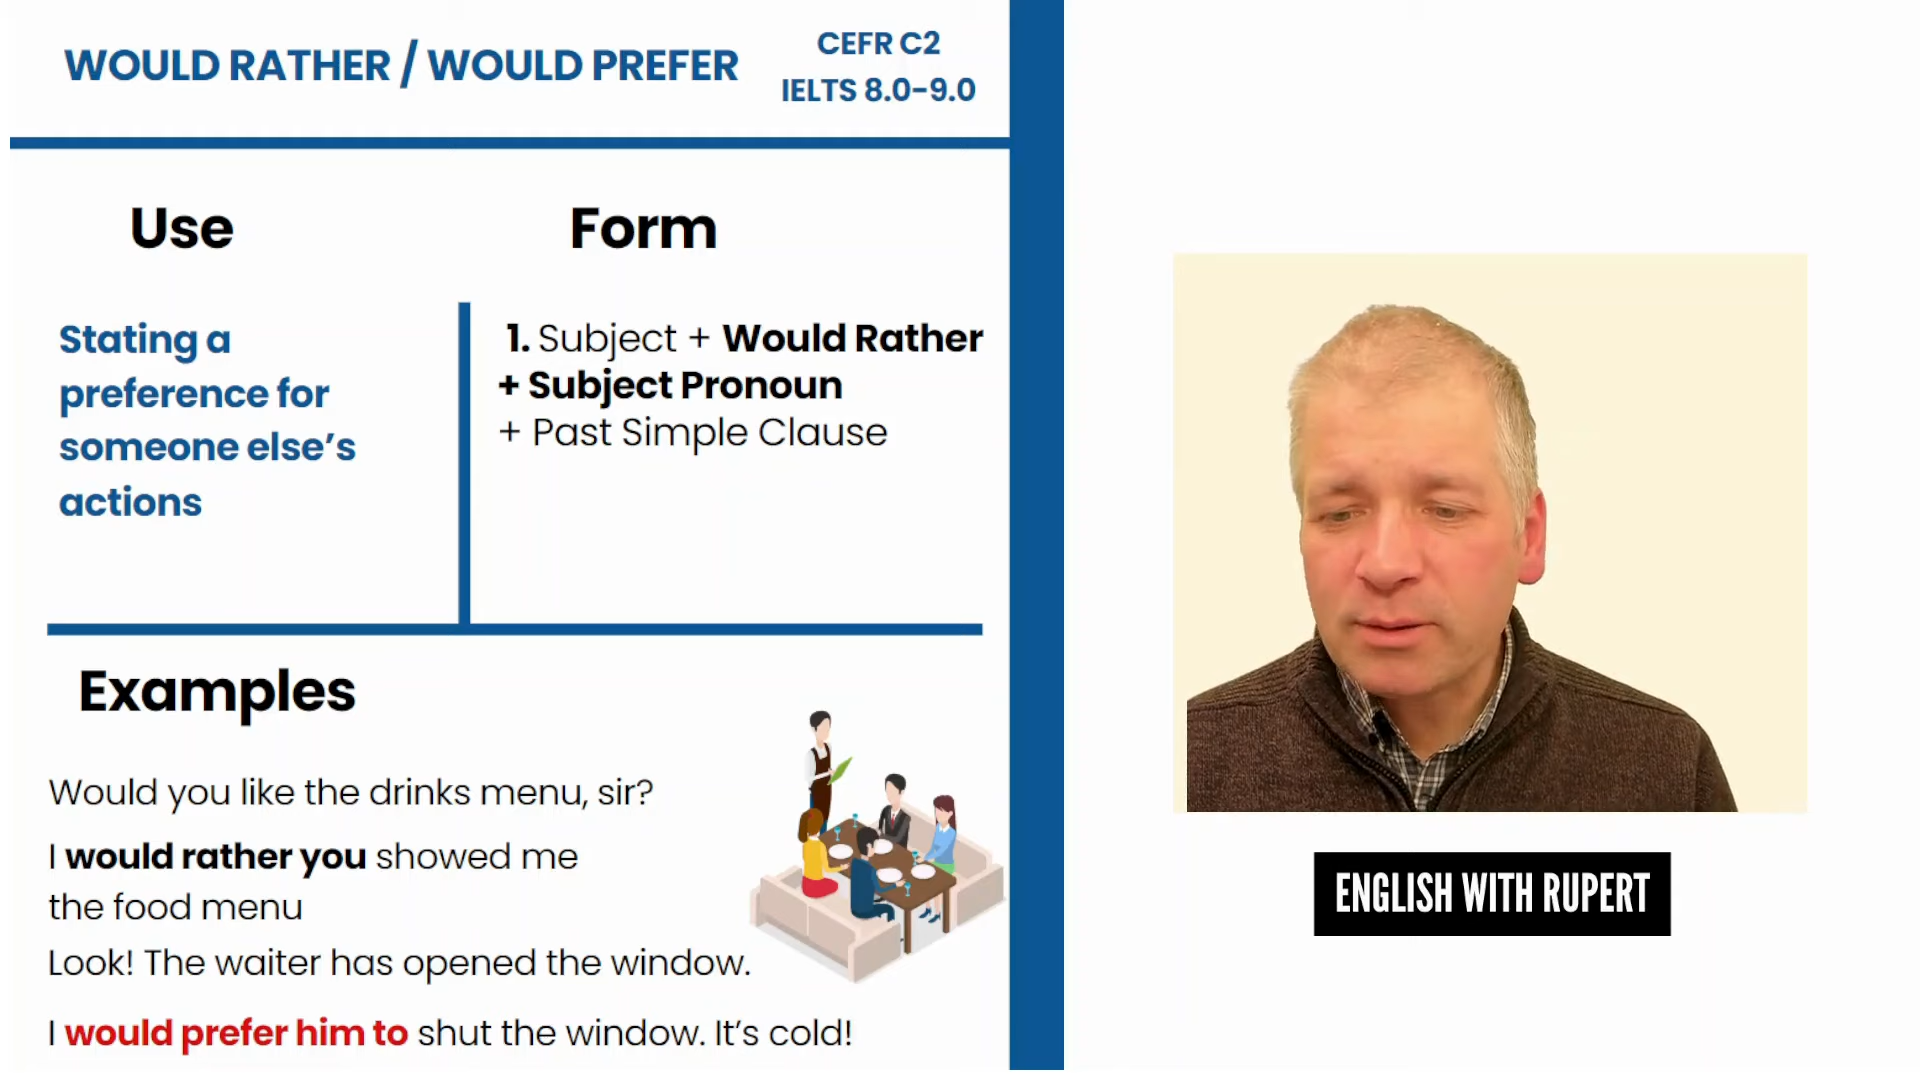 WOULD RATHER / WOULD PREFER
CEFR C2
IELTS 8.0-9.0
Use
Form
Stating a
preference for
someone else's
actions
1. Subject + Would Rather
+ Subject Pronoun
+ Past Simple Clause
Examples
Would you like the drinks menu, sir?
I would rather you showed me
the food menu
Look! The waiter has opened the window.
I would prefer him to shut the window. It's cold!
ENGLISH WITH RUPERT